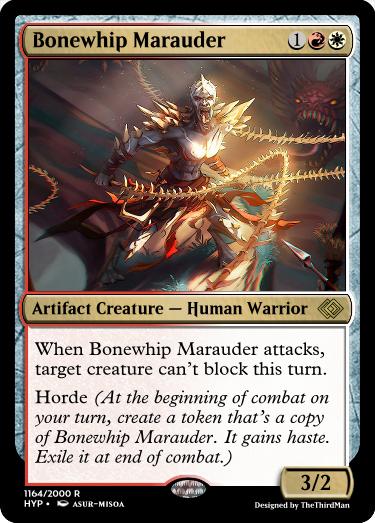 Bonewhip Marauder 1
Artifact Creature — Human Warrior
When Bonewhip Marauder attacks,
target creature can't block this turn.
Horde (At the beginning of combat on
your turn, create a token that's a copy
of Bonewhip Marauder. It gains haste.
Exile it at end of combat.)
3/2
1164/2000 R
HYP • ASUR-MISOA
Designed by TheThirdMan